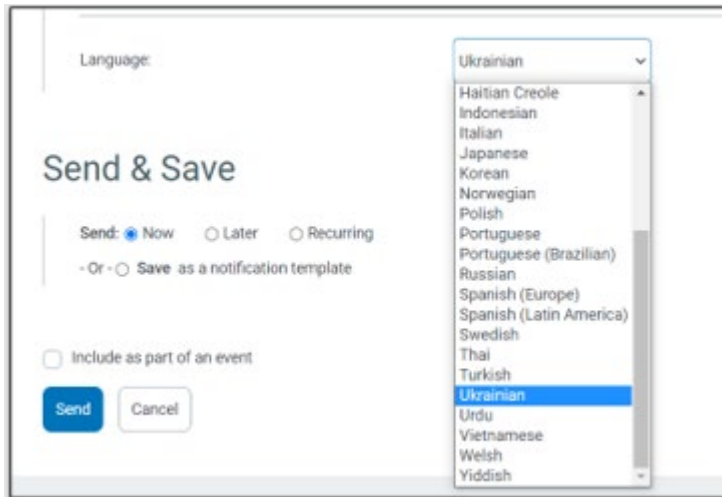 Language:
Ukrainian
Haitian Creole
Indonesian
Italian
Japanese
Korean
Norwegian
Polish
Portuguese
Portuguese (Brazilian)
Russian
Spanish (Europe)
Spanish (Latin America)
Swedish
Thai
Turkish
Ukrainian
Urdu
Vietnamese
Welsh
Yiddish
Send & Save
Send: Now Later Recurring
- Or - Save as a notification template
Include as part of an event
Send Cancel